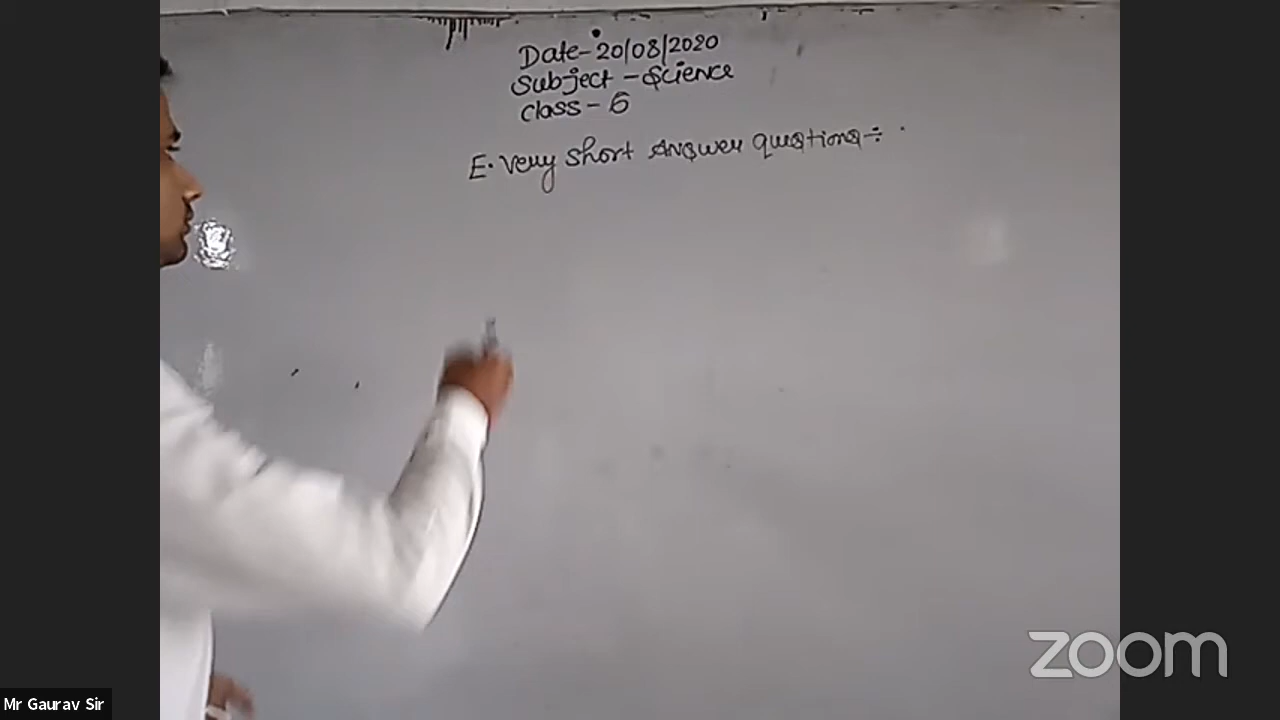 Date-20/08/2020
Subject - Science
Class - 6
E. Very Short Answer questions÷
zoom
Mr Gaurav Sir